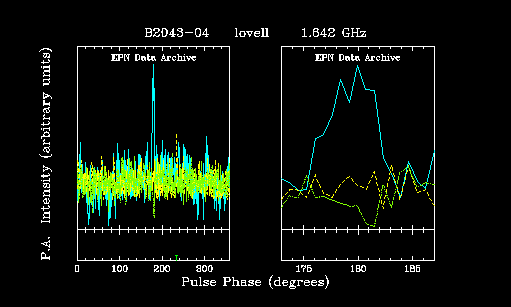 B2043-04 lovell 1.642 GHz
EPN Data Archive EPN Data Archive
P.A. Intensity (arbitrary units)
0 100 200 300 175 180 185
Pulse Phase (degrees)